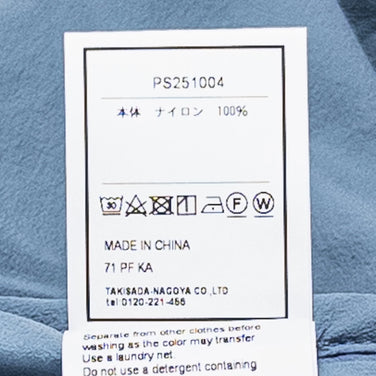 PS251004
本体 ナイロン 100%
30 F W
MADE IN CHINA
71 PF KA
TAKISADA-NAGOYA CO.,LTD
tel 0120-221-456
Separate from other clothes before
washing as the color may transfer
Use a laundry net
Do not use a detergent containing